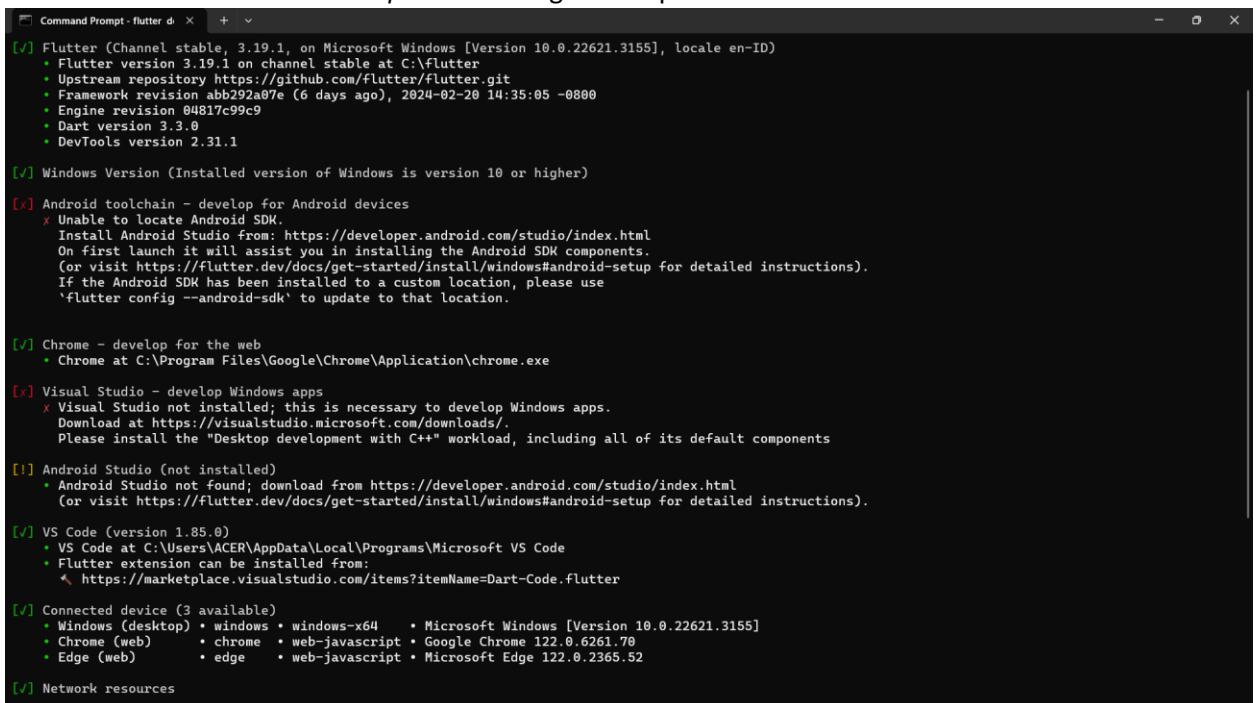 Command Prompt - flutter d
[√] Flutter (Channel stable, 3.19.1, on Microsoft Windows [Version 10.0.22621.3155], locale en-ID)
• Flutter version 3.19.1 on channel stable at C:\flutter
• Upstream repository https://github.com/flutter/flutter.git
• Framework revision abb292a07e (6 days ago), 2024-02-20 14:35:05 -0800
• Engine revision 04817c99c9
• Dart version 3.3.0
• DevTools version 2.31.1
[√] Windows Version (Installed version of Windows is version 10 or higher)
[X] Android toolchain - develop for Android devices
X Unable to locate Android SDK.
Install Android Studio from: https://developer.android.com/studio/index.html
On first launch it will assist you in installing the Android SDK components.
(or visit https://flutter.dev/docs/get-started/install/windows#android-setup for detailed instructions).
If the Android SDK has been installed to a custom location, please use
`flutter config --android-sdk` to update to that location.
[√] Chrome - develop for the web
• Chrome at C:\Program Files\Google\Chrome\Application\chrome.exe
[X] Visual Studio - develop Windows apps
X Visual Studio not installed; this is necessary to develop Windows apps.
Download at https://visualstudio.microsoft.com/downloads/.
Please install the "Desktop development with C++" workload, including all of its default components
[!] Android Studio (not installed)
• Android Studio not found; download from https://developer.android.com/studio/index.html
(or visit https://flutter.dev/docs/get-started/install/windows#android-setup for detailed instructions).
[√] VS Code (version 1.85.0)
• VS Code at C:\Users\ACER\AppData\Local\Programs\Microsoft VS Code
• Flutter extension can be installed from:
🔨 https://marketplace.visualstudio.com/items?itemName=Dart-Code.flutter
[√] Connected device (3 available)
• Windows (desktop) • windows • windows-x64 • Microsoft Windows [Version 10.0.22621.3155]
• Chrome (web) • chrome • web-javascript • Google Chrome 122.0.6261.70
• Edge (web) • edge • web-javascript • Microsoft Edge 122.0.2365.52
[√] Network resources